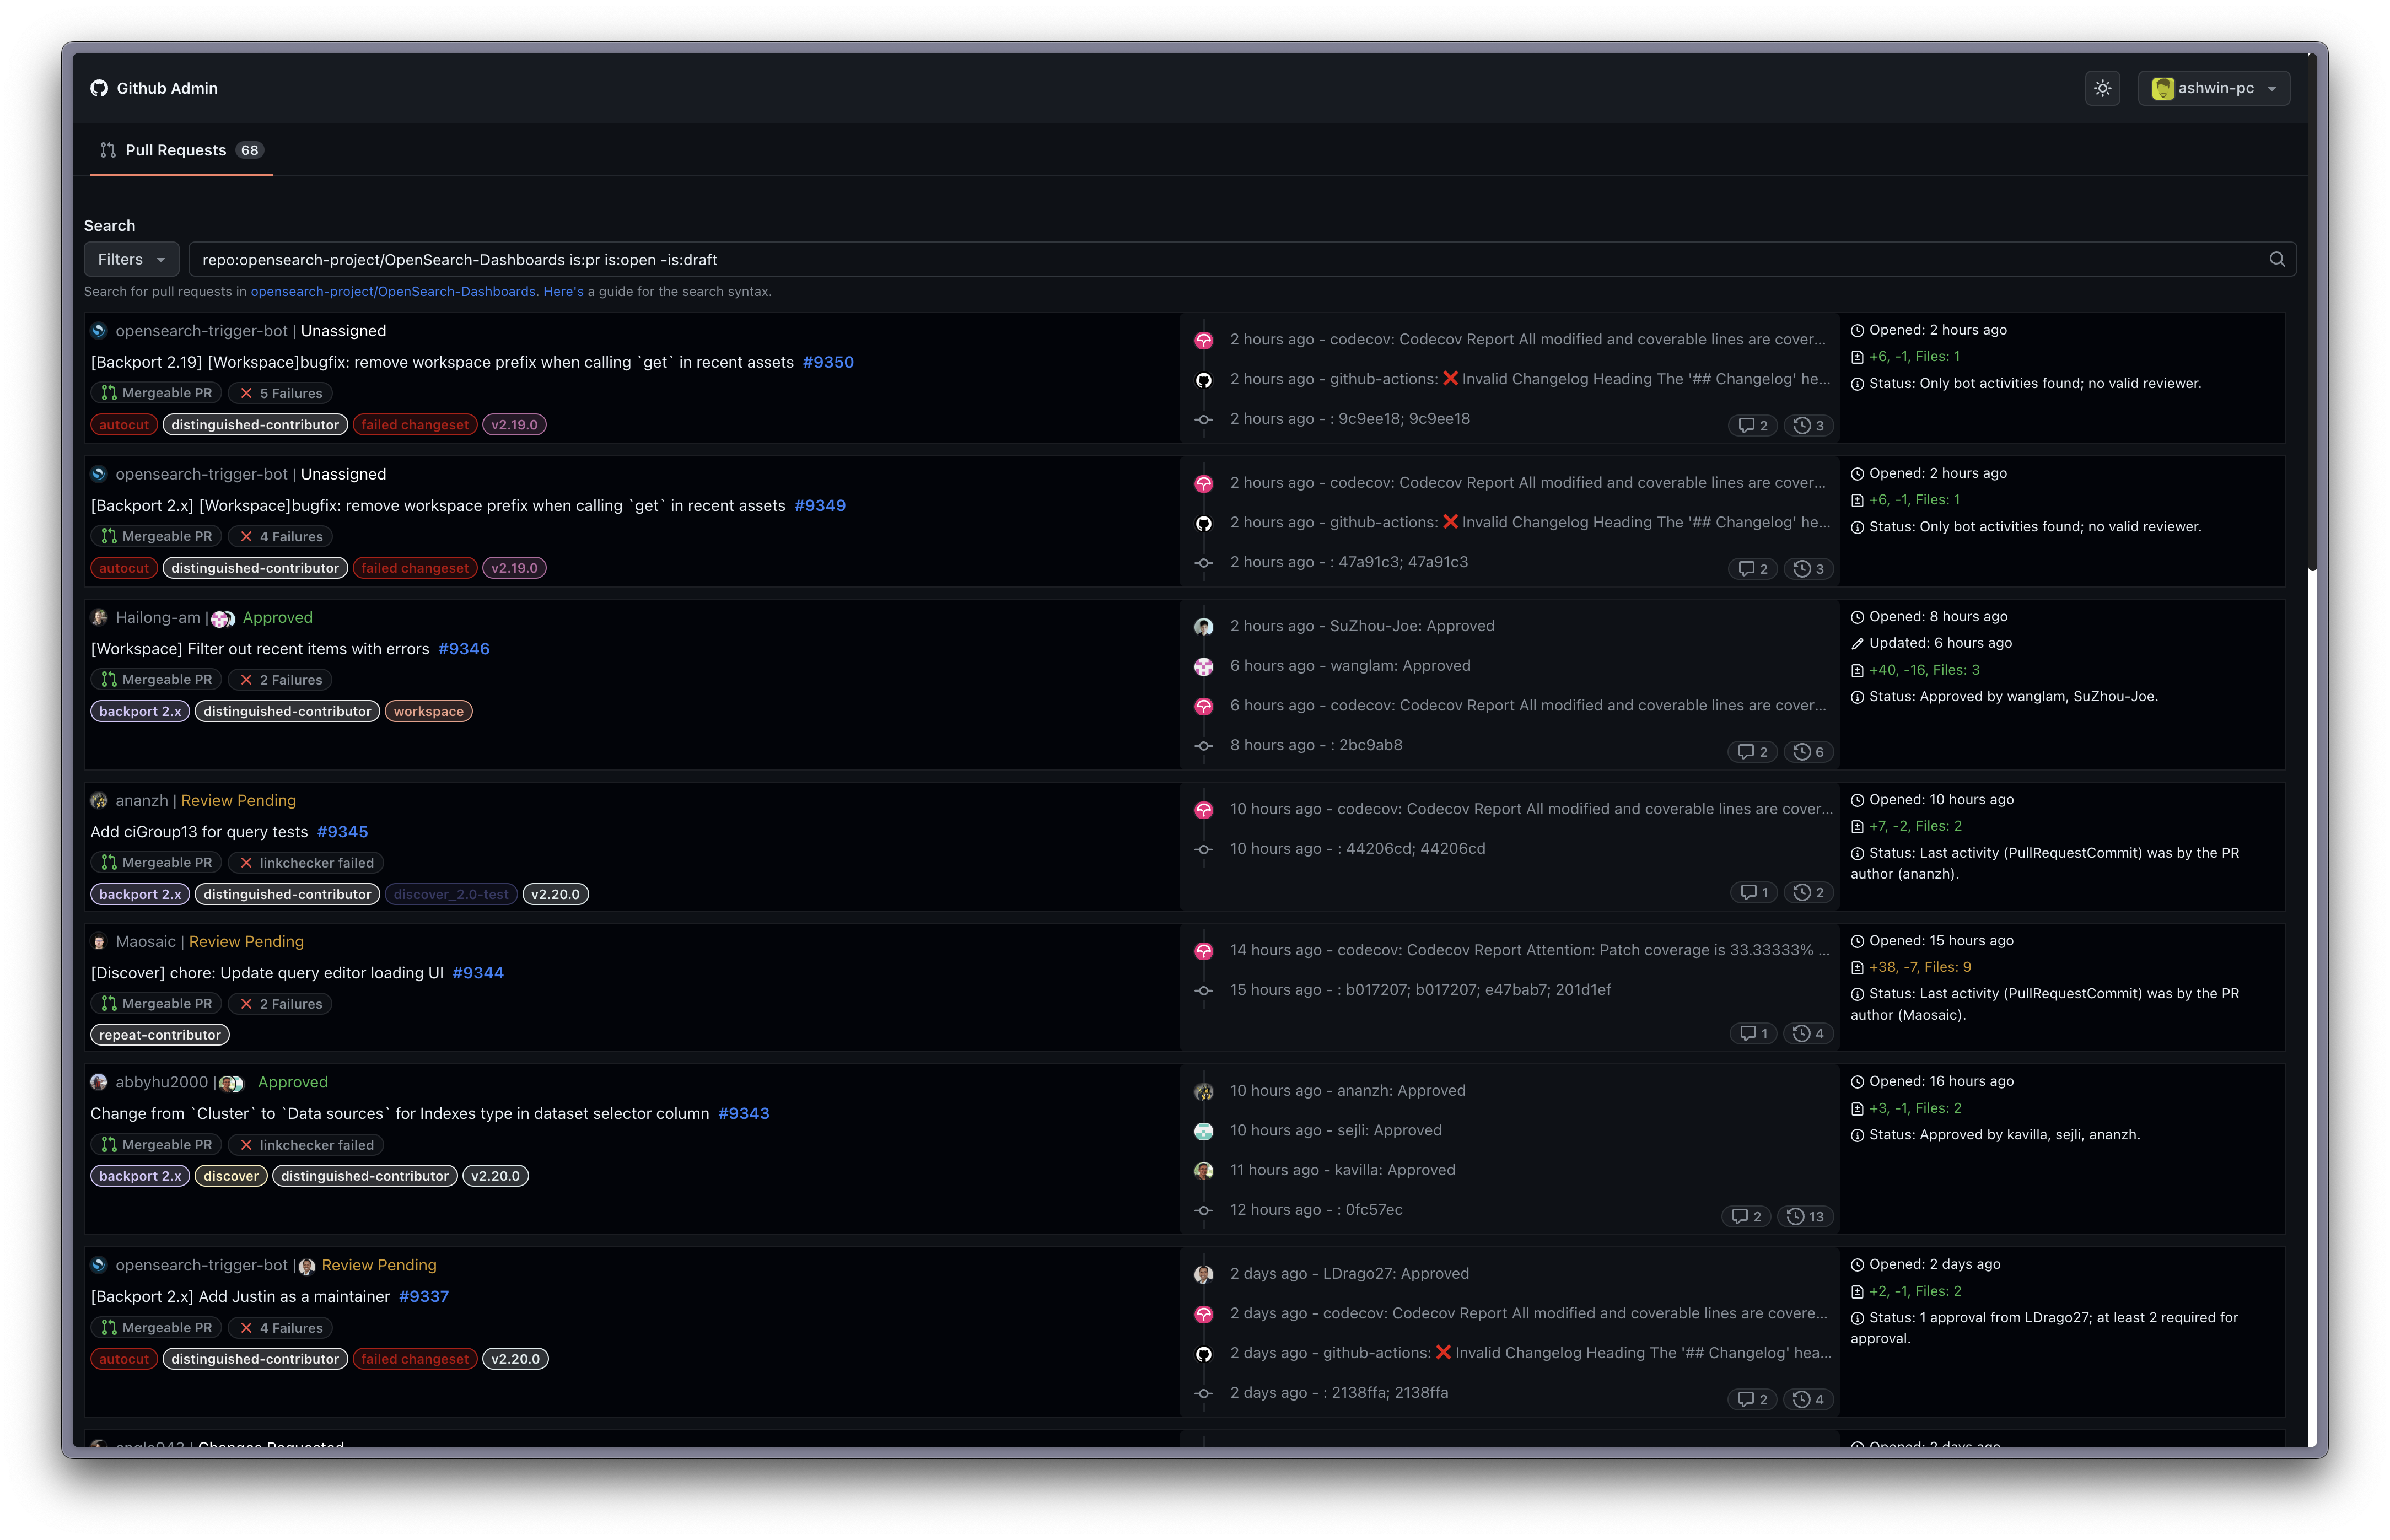 Github Admin
ashwin-pc
Pull Requests 68
Search
Filters
repo:opensearch-project/OpenSearch-Dashboards is:pr is:open -is:draft
Search for pull requests in opensearch-project/OpenSearch-Dashboards. Here's a guide for the search syntax.
opensearch-trigger-bot | Unassigned
[Backport 2.19] [Workspace]bugfix: remove workspace prefix when calling `get` in recent assets #9350
Mergeable PR 5 Failures
autocut distinguished-contributor failed changeset v2.19.0
2 hours ago - codecov: Codecov Report All modified and coverable lines are cover...
2 hours ago - github-actions: ❌ Invalid Changelog Heading The '## Changelog' he...
2 hours ago - : 9c9ee18; 9c9ee18
2 3
Opened: 2 hours ago
+6, -1, Files: 1
Status: Only bot activities found; no valid reviewer.
opensearch-trigger-bot | Unassigned
[Backport 2.x] [Workspace]bugfix: remove workspace prefix when calling `get` in recent assets #9349
Mergeable PR 4 Failures
autocut distinguished-contributor failed changeset v2.19.0
2 hours ago - codecov: Codecov Report All modified and coverable lines are cover...
2 hours ago - github-actions: ❌ Invalid Changelog Heading The '## Changelog' he...
2 hours ago - : 47a91c3; 47a91c3
2 3
Opened: 2 hours ago
+6, -1, Files: 1
Status: Only bot activities found; no valid reviewer.
Hailong-am | Approved
[Workspace] Filter out recent items with errors #9346
Mergeable PR 2 Failures
backport 2.x distinguished-contributor workspace
2 hours ago - SuZhou-Joe: Approved
6 hours ago - wanglam: Approved
6 hours ago - codecov: Codecov Report All modified and coverable lines are cover...
8 hours ago - : 2bc9ab8
2 6
Opened: 8 hours ago
Updated: 6 hours ago
+40, -16, Files: 3
Status: Approved by wanglam, SuZhou-Joe.
ananzh | Review Pending
Add ciGroup13 for query tests #9345
Mergeable PR linkchecker failed
backport 2.x distinguished-contributor discover_2.0-test v2.20.0
10 hours ago - codecov: Codecov Report All modified and coverable lines are cover...
10 hours ago - : 44206cd; 44206cd
1 2
Opened: 10 hours ago
+7, -2, Files: 2
Status: Last activity (PullRequestCommit) was by the PR
author (ananzh).
Maosaic | Review Pending
[Discover] chore: Update query editor loading UI #9344
Mergeable PR 2 Failures
repeat-contributor
14 hours ago - codecov: Codecov Report Attention: Patch coverage is 33.33333% ...
15 hours ago - : b017207; b017207; e47bab7; 201d1ef
1 4
Opened: 15 hours ago
+38, -7, Files: 9
Status: Last activity (PullRequestCommit) was by the PR
author (Maosaic).
abbyhu2000 | Approved
Change from `Cluster` to `Data sources` for Indexes type in dataset selector column #9343
Mergeable PR linkchecker failed
backport 2.x discover distinguished-contributor v2.20.0
10 hours ago - ananzh: Approved
10 hours ago - sejli: Approved
11 hours ago - kavilla: Approved
12 hours ago - : 0fc57ec
2 13
Opened: 16 hours ago
+3, -1, Files: 2
Status: Approved by kavilla, sejli, ananzh.
opensearch-trigger-bot | Review Pending
[Backport 2.x] Add Justin as a maintainer #9337
Mergeable PR 4 Failures
autocut distinguished-contributor failed changeset v2.20.0
2 days ago - LDrago27: Approved
2 days ago - codecov: Codecov Report All modified and coverable lines are covere...
2 days ago - github-actions: ❌ Invalid Changelog Heading The '## Changelog' hea...
2 days ago - : 2138ffa; 2138ffa
2 4
Opened: 2 days ago
+2, -1, Files: 2
Status: 1 approval from LDrago27; at least 2 required for
approval.
| Changes Requested
Opened: 2 days ago